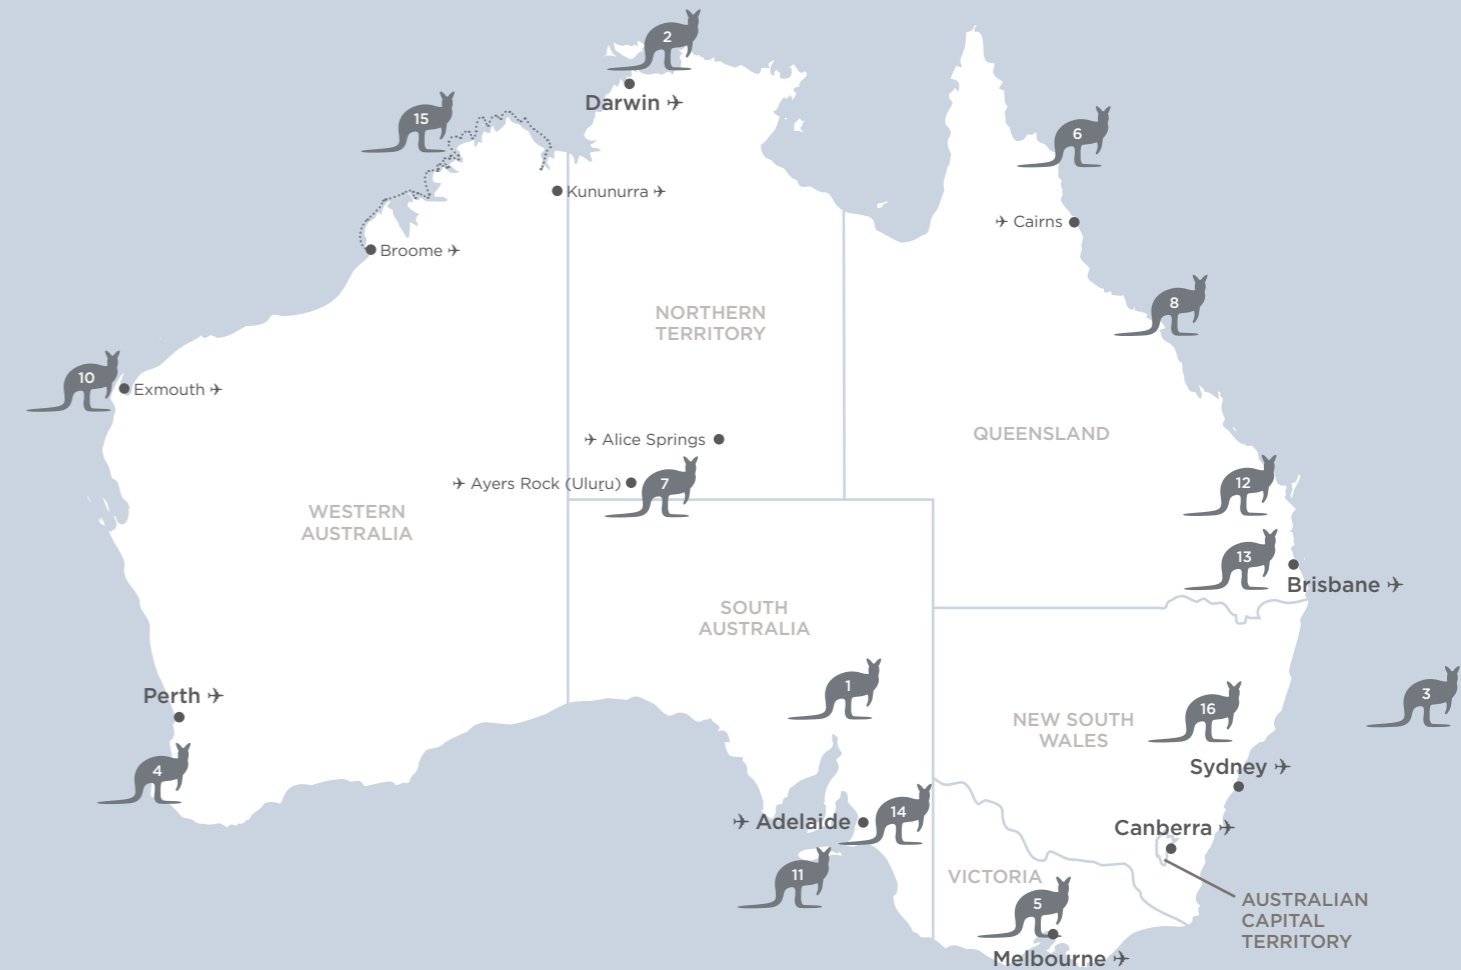 2
Darwin
15
6
Kununurra
Cairns
Broome
8
NORTHERN
TERRITORY
10
Exmouth
QUEENSLAND
Alice Springs
Ayers Rock (Uluṟu)
7
12
WESTERN
AUSTRALIA
13
Brisbane
SOUTH
AUSTRALIA
1
Perth
3
16
NEW SOUTH
WALES
4
Sydney
14
Adelaide
Canberra
11
VICTORIA
5
AUSTRALIAN
CAPITAL
TERRITORY
Melbourne